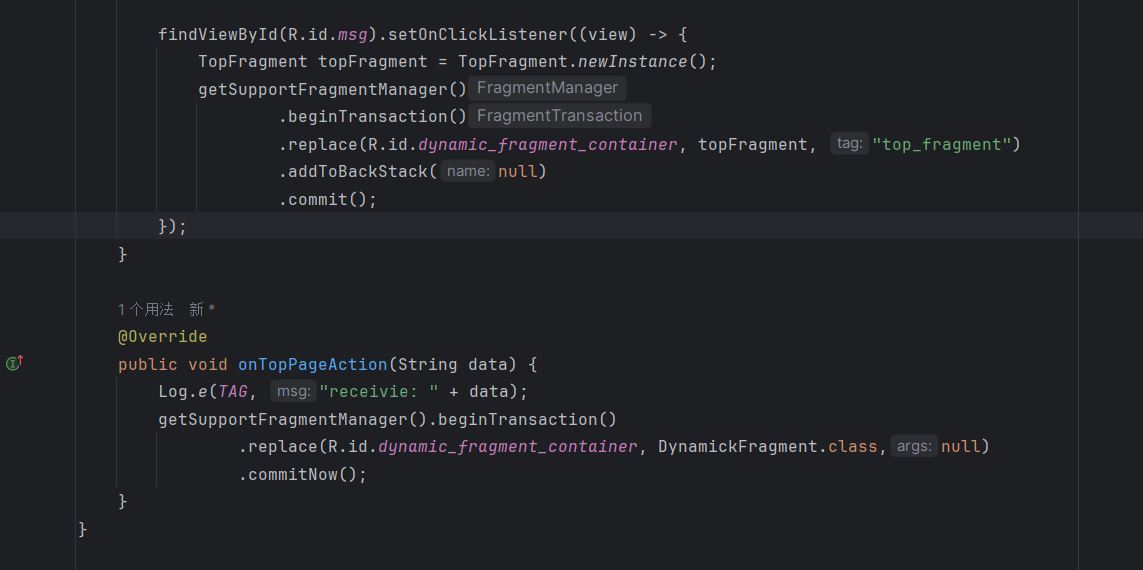 findViewById(R.id.msg).setOnClickListener((view) -> {
TopFragment topFragment = TopFragment.newInstance();
getSupportFragmentManager() FragmentManager
.beginTransaction() FragmentTransaction
.replace(R.id.dynamic_fragment_container, topFragment, tag: "top_fragment")
.addToBackStack( name: null)
.commit();
});
}
1 个用法 新 *
@Override
public void onTopPageAction(String data) {
Log.e(TAG, msg: "receivie: " + data);
getSupportFragmentManager().beginTransaction()
.replace(R.id.dynamic_fragment_container, DynamickFragment.class, args: null)
.commitNow();
}
}